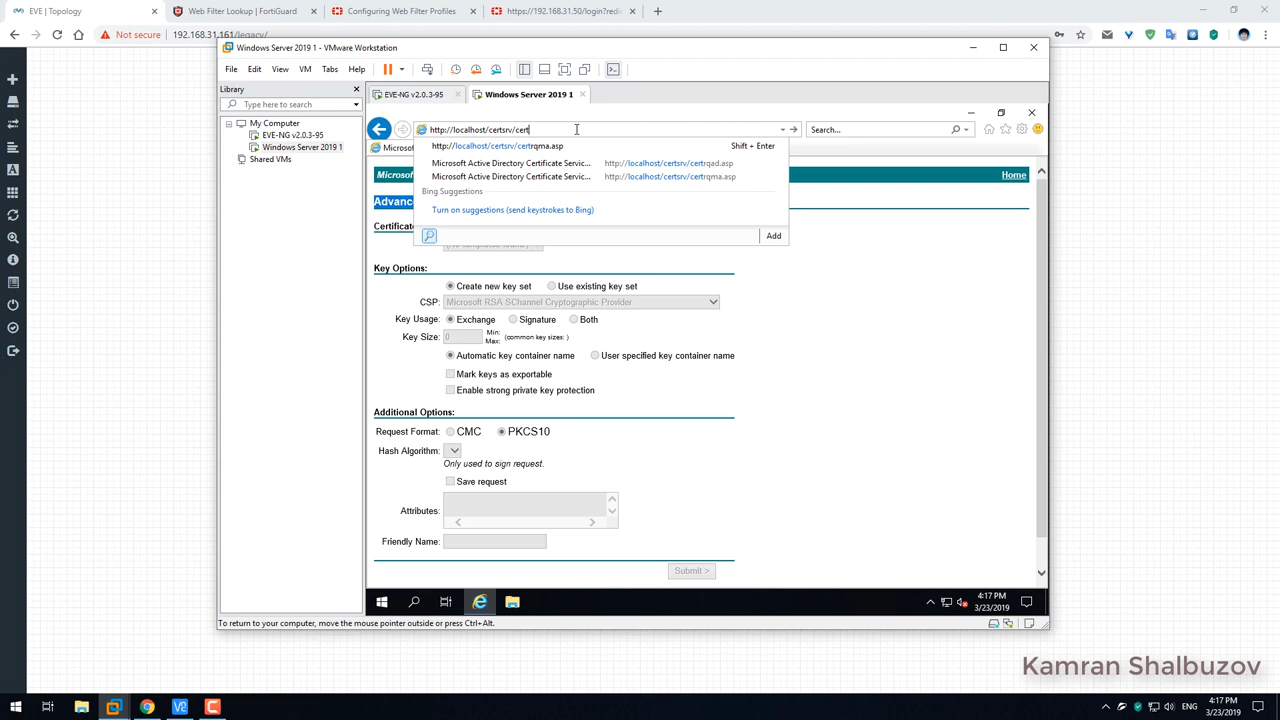 EVE | Topology
Web Filter Lookup | FortiGuard
Configuring Web Filter Profiles
https://192.168.31.50/login?redi
Not secure
192.168.31.161/legacy/
Windows Server 2019 1 - VMware Workstation
File Edit View VM Tabs Help
Library
Type here to search
My Computer
EVE-NG v2.0.3-95
Windows Server 2019 1
Shared VMs
EVE-NG v2.0.3-95
Windows Server 2019 1
http://localhost/certsrv/cert
Search...
Microsof
http://localhost/certsrv/certrqma.asp
Shift + Enter
Microsoft Active Directory Certificate Servic...
http://localhost/certsrv/certrqad.asp
Microsoft Active Directory Certificate Servic...
http://localhost/certsrv/certrqma.asp
Bing Suggestions
Turn on suggestions (send keystrokes to Bing)
Add
Microsof
Home
Advanc
Certificat
Key Options:
Create new key set
Use existing key set
CSP:
Microsoft RSA SChannel Cryptographic Provider
Key Usage:
Exchange
Signature
Both
Key Size:
0
Min:
Max:
(common key sizes: )
Automatic key container name
User specified key container name
Mark keys as exportable
Enable strong private key protection
Additional Options:
Request Format:
CMC
PKCS10
Hash Algorithm:
Only used to sign request.
Save request
Attributes:
Friendly Name:
Submit >
4:17 PM
3/23/2019
To return to your computer, move the mouse pointer outside or press Ctrl+Alt.
Kamran Shalbuzov
ENG
4:17 PM
3/23/2019